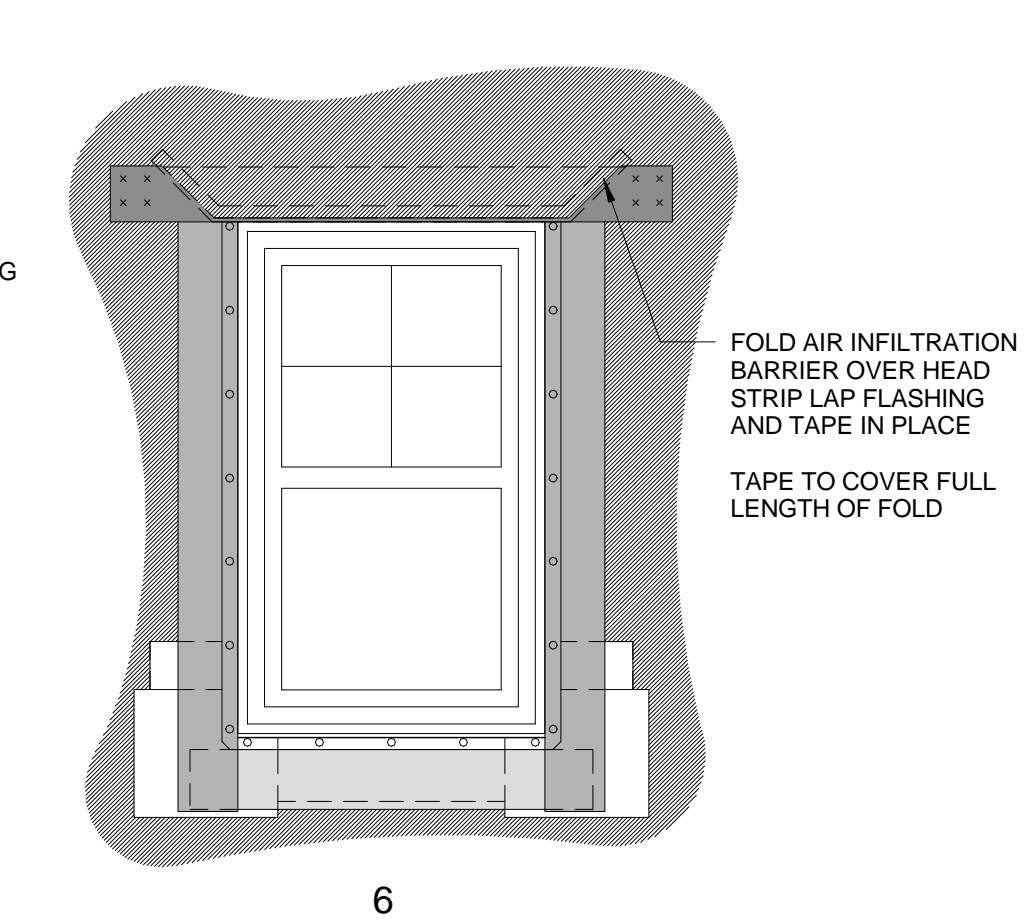 G
FOLD AIR INFILTRATION
BARRIER OVER HEAD
STRIP LAP FLASHING
AND TAPE IN PLACE
TAPE TO COVER FULL
LENGTH OF FOLD
6